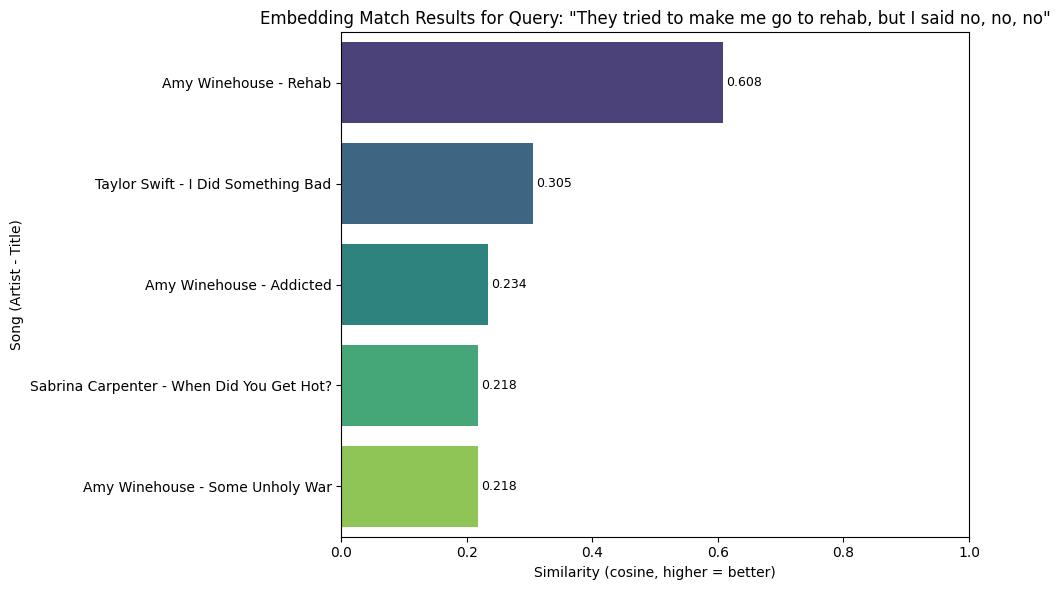 Embedding Match Results for Query: "They tried to make me go to rehab, but I said no, no, no"
Song (Artist - Title)
Amy Winehouse - Rehab
0.608
Taylor Swift - I Did Something Bad
0.305
Amy Winehouse - Addicted
0.234
Sabrina Carpenter - When Did You Get Hot?
0.218
Amy Winehouse - Some Unholy War
0.218
0.0 0.2 0.4 0.6 0.8 1.0
Similarity (cosine, higher = better)